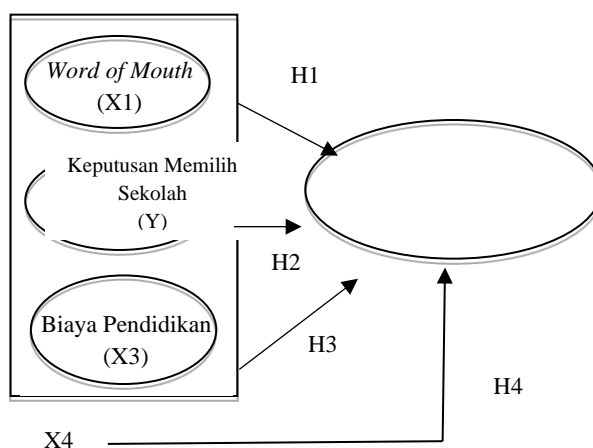 Word of Mouth
(X1)
H1
Keputusan Memilih
Sekolah
(Y)
H2
Biaya Pendidikan
(X3)
H3
H4
X4